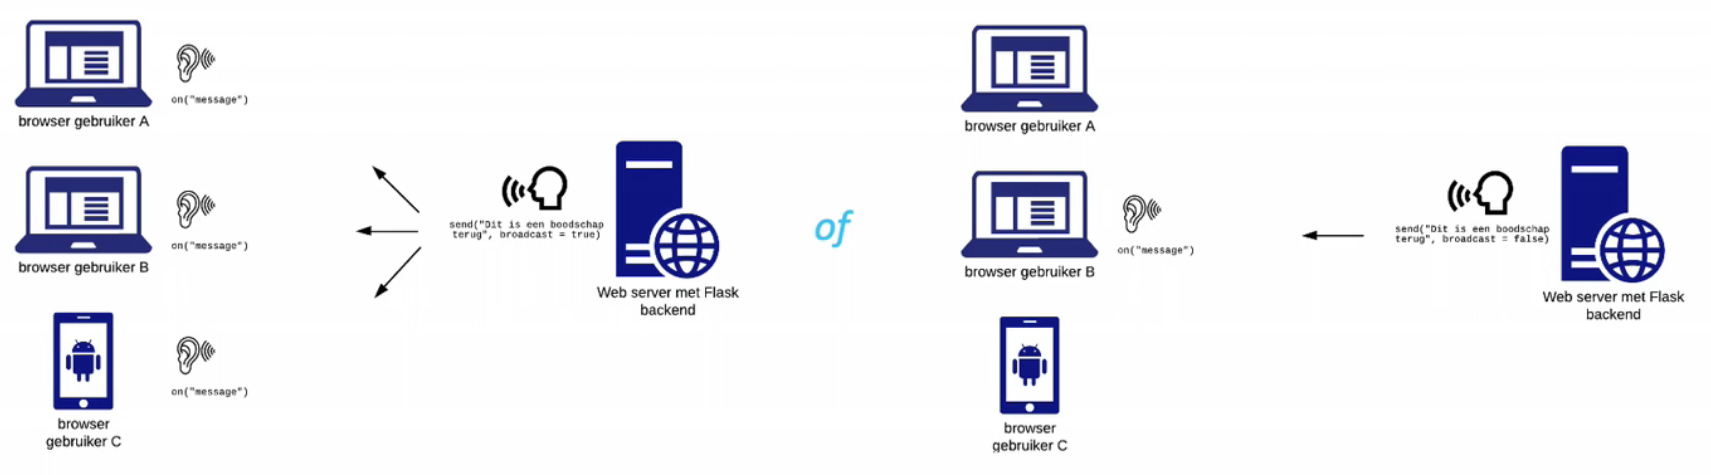 on("message")
browser gebruiker A
on("message")
browser gebruiker B
on("message")
browser
gebruiker C
send("Dit is een boodschap
terug", broadcast = true)
Web server met Flask
backend
of
browser gebruiker A
on("message")
browser gebruiker B
browser
gebruiker C
send("Dit is een boodschap
terug", broadcast = false)
Web server met Flask
backend